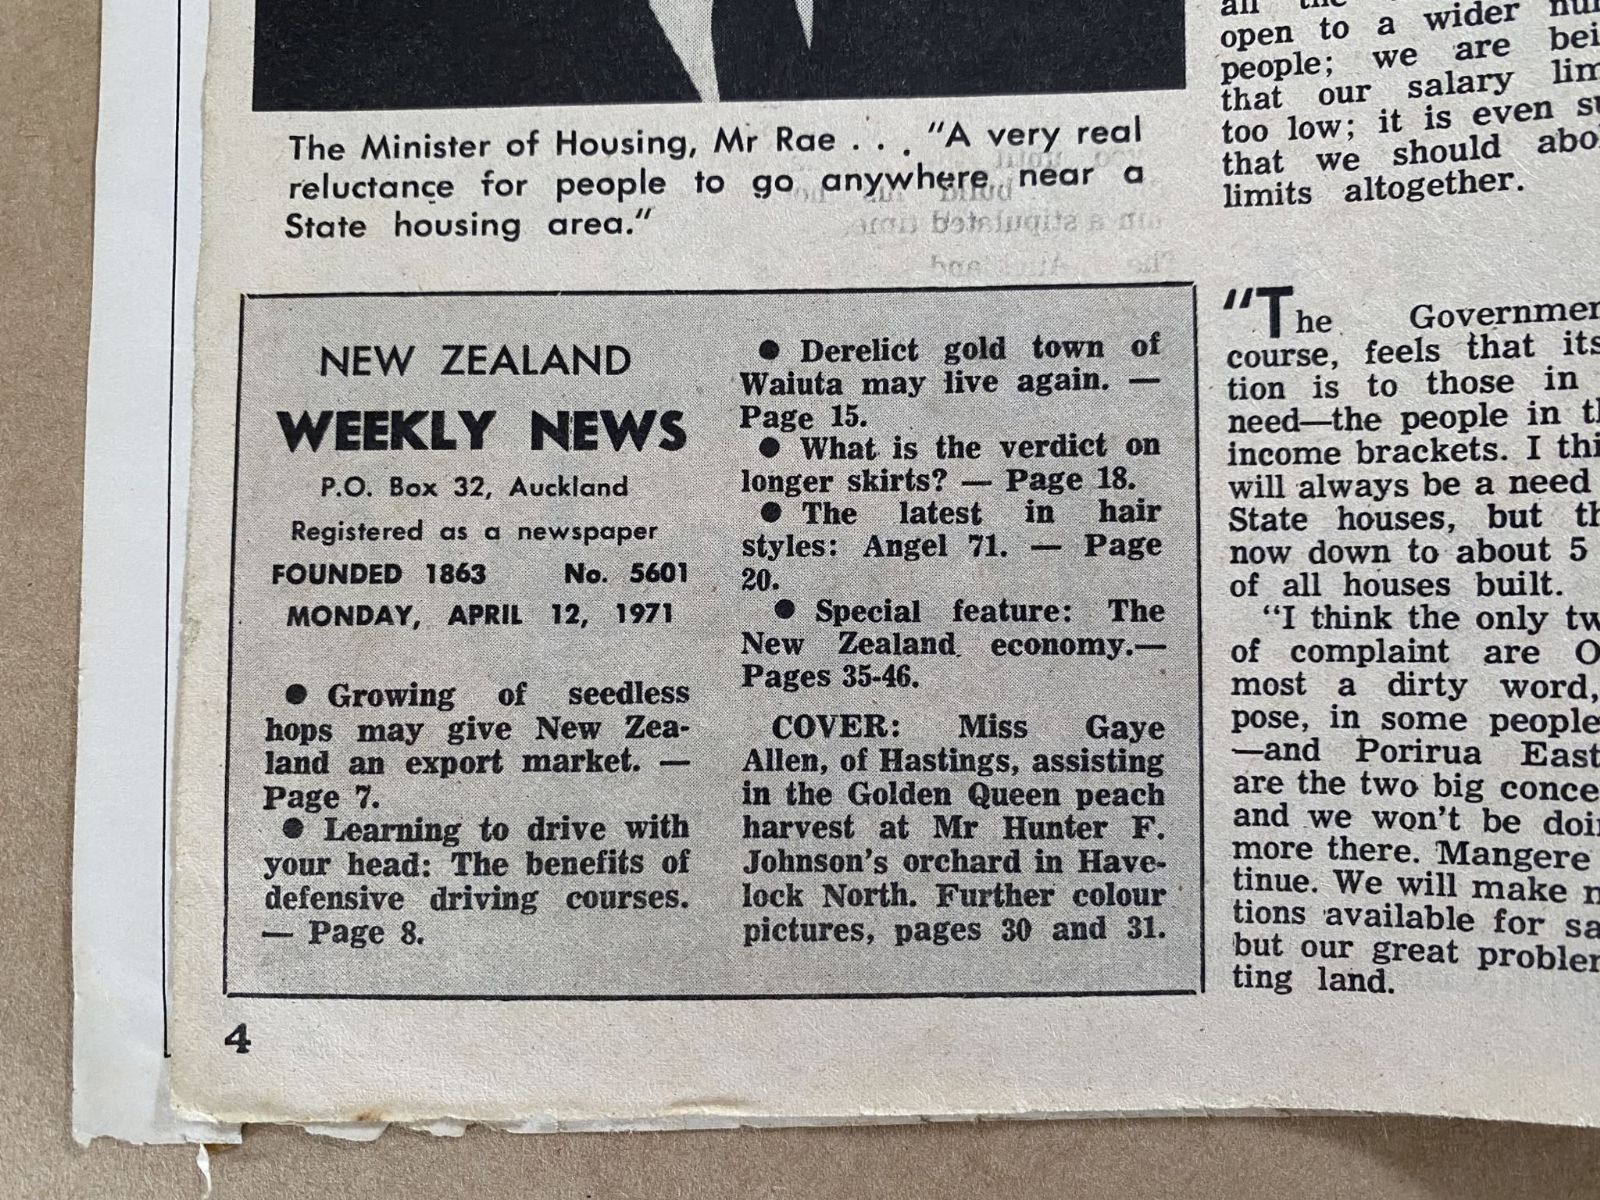 The Minister of Housing, Mr Rae . . . "A very real
reluctance for people to go anywhere near a
State housing area."
NEW ZEALAND
WEEKLY NEWS
P.O. Box 32, Auckland
Registered as a newspaper
FOUNDED 1863 No. 5601
MONDAY, APRIL 12, 1971
● Growing of seedless
hops may give New Zea-
land an export market. —
Page 7.
● Learning to drive with
your head: The benefits of
defensive driving courses.
— Page 8.
● Derelict gold town of
Waiuta may live again. —
Page 15.
● What is the verdict on
longer skirts? — Page 18.
● The latest in hair
styles: Angel 71. — Page
20.
● Special feature: The
New Zealand economy.—
Pages 35-46.
COVER: Miss Gaye
Allen, of Hastings, assisting
in the Golden Queen peach
harvest at Mr Hunter F.
Johnson's orchard in Have-
lock North. Further colour
pictures, pages 30 and 31.
4
all the
open to a wider
people; we are
that our salary
too low; it is even
that we should
limits altogether.
"The
course, feels that its
tion is to those in
need—the people in
income brackets. I
will always be a need
State houses, but
now down to about 5
of all houses built.
"I think the only
of complaint are
most a dirty word,
pose, in some people
—and Porirua East
are the two big
and we won't be
more there. Mangere
tinue. We will make
tions available for
but our great
ting land.